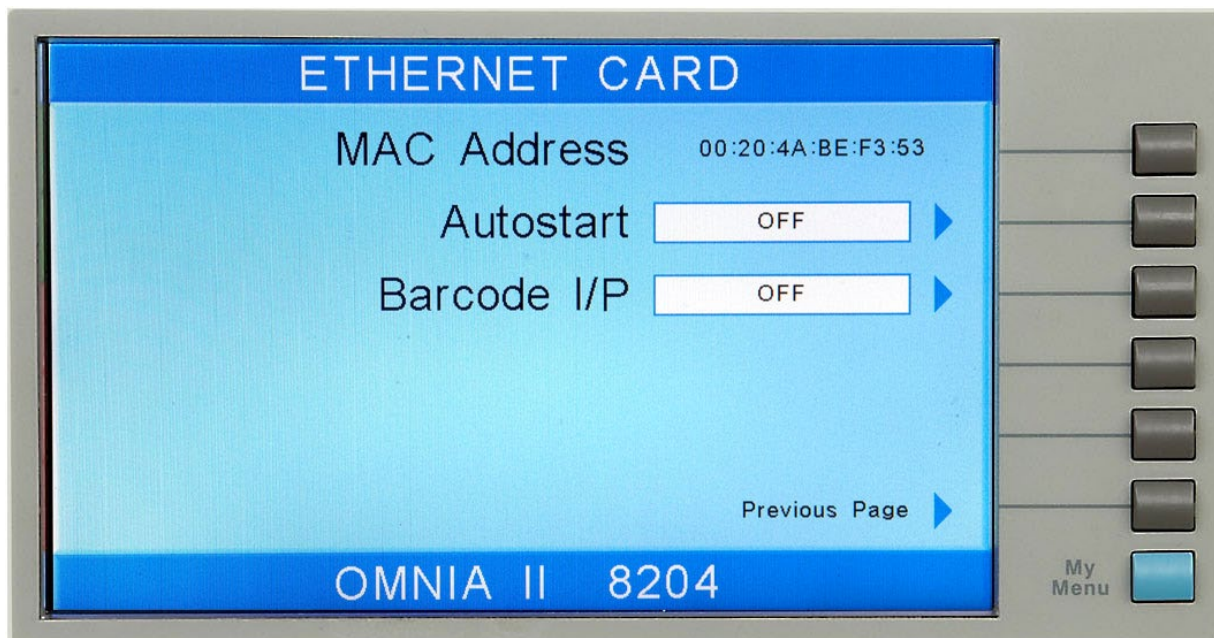 ETHERNET CARD
MAC Address 00:20:4A:BE:F3:53
Autostart OFF
Barcode I/P OFF
Previous Page
OMNIA II 8204
My
Menu